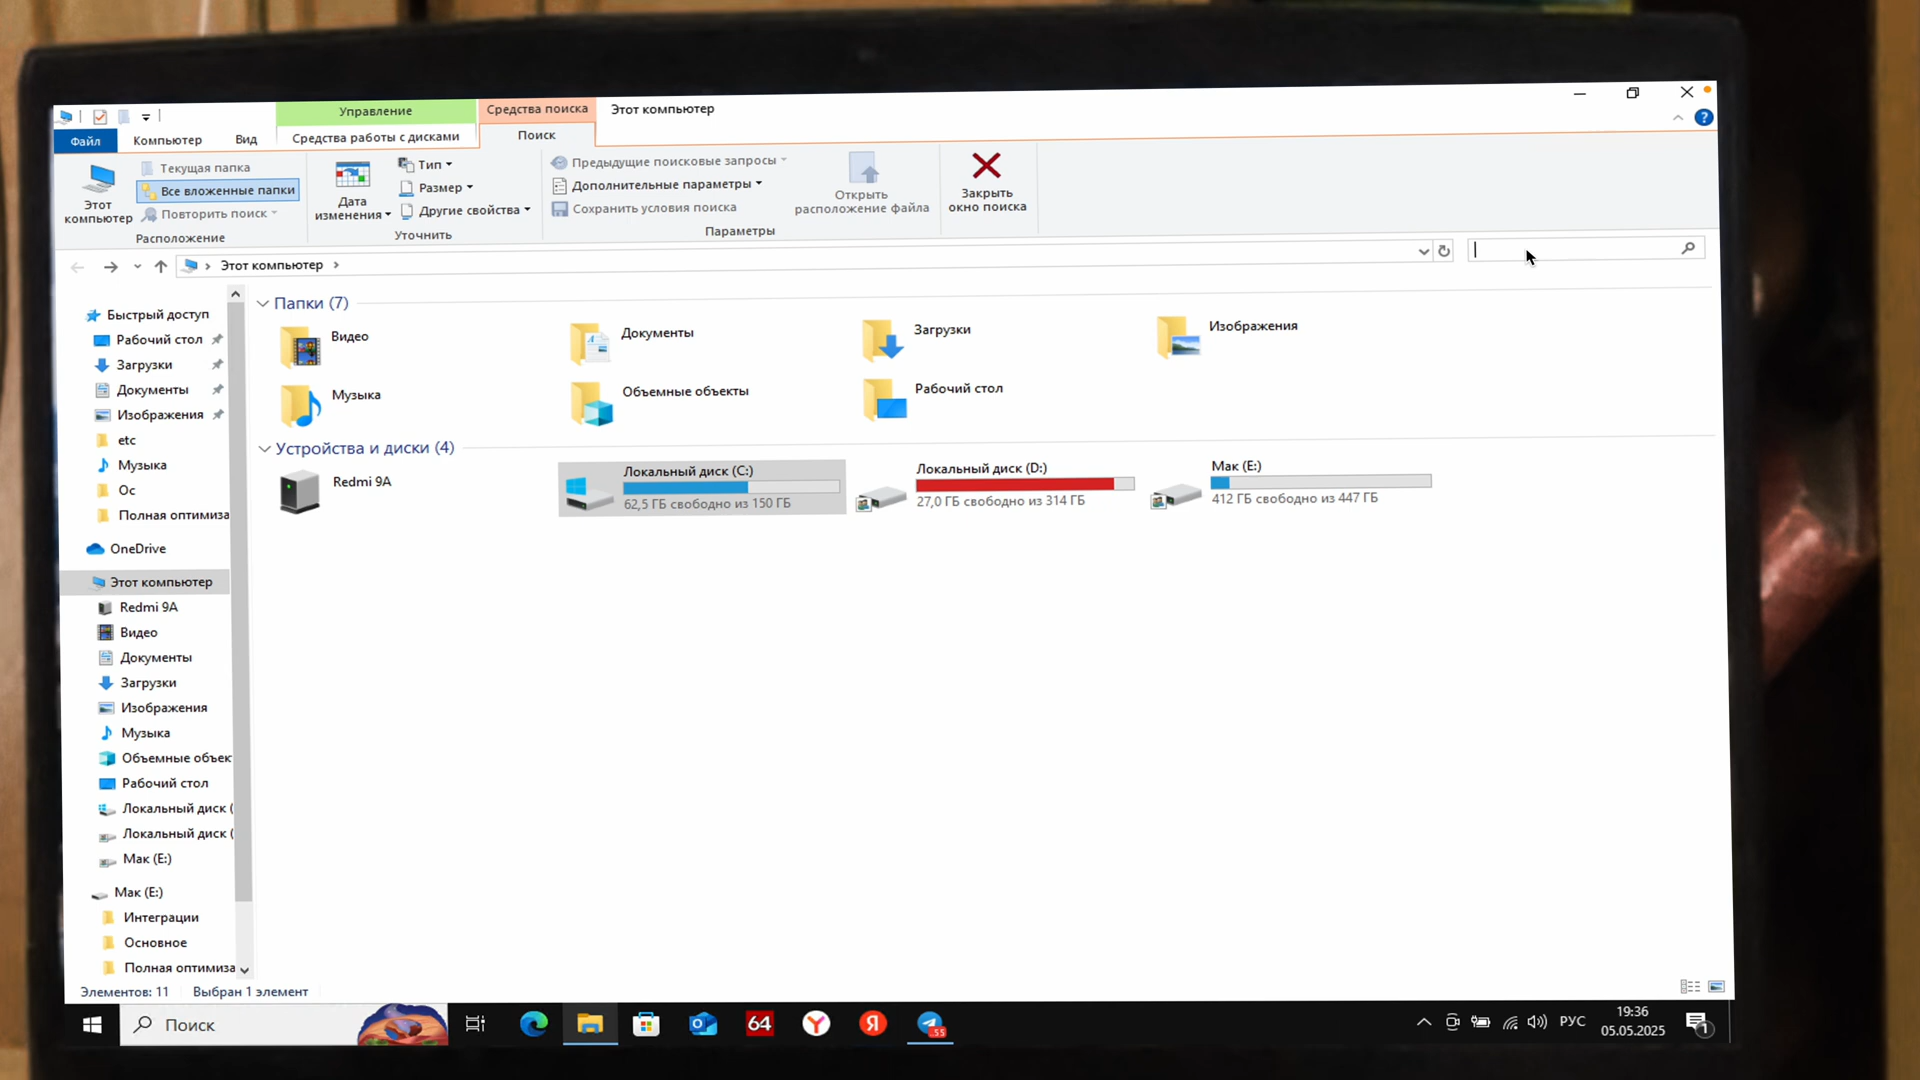 Управление
Средства поиска
Этот компьютер
Файл
Компьютер
Вид
Средства работы с дисками
Поиск
Этот
компьютер
Текущая папка
Все вложенные папки
Повторить поиск
Расположение
Дата
изменения
Тип
Размер
Другие свойства
Уточнить
Предыдущие поисковые запросы
Дополнительные параметры
Сохранить условия поиска
Открыть
расположение файла
Параметры
Закрыть
окно поиска
Этот компьютер
Быстрый доступ
Рабочий стол
Загрузки
Документы
Изображения
etc
Музыка
Ос
Полная оптимиза
OneDrive
Этот компьютер
Redmi 9A
Видео
Документы
Загрузки
Изображения
Музыка
Объемные объек
Рабочий стол
Локальный диск (
Локальный диск (
Мак (E:)
Мак (E:)
Интеграции
Основное
Полная оптимиза
Папки (7)
Видео
Документы
Загрузки
Изображения
Музыка
Объемные объекты
Рабочий стол
Устройства и диски (4)
Redmi 9A
Локальный диск (C:)
62,5 ГБ свободно из 150 ГБ
Локальный диск (D:)
27,0 ГБ свободно из 314 ГБ
Мак (E:)
412 ГБ свободно из 447 ГБ
Элементов: 11
Выбран 1 элемент
Поиск
64
Y
Я
55
РУС
19:36
05.05.2025
1